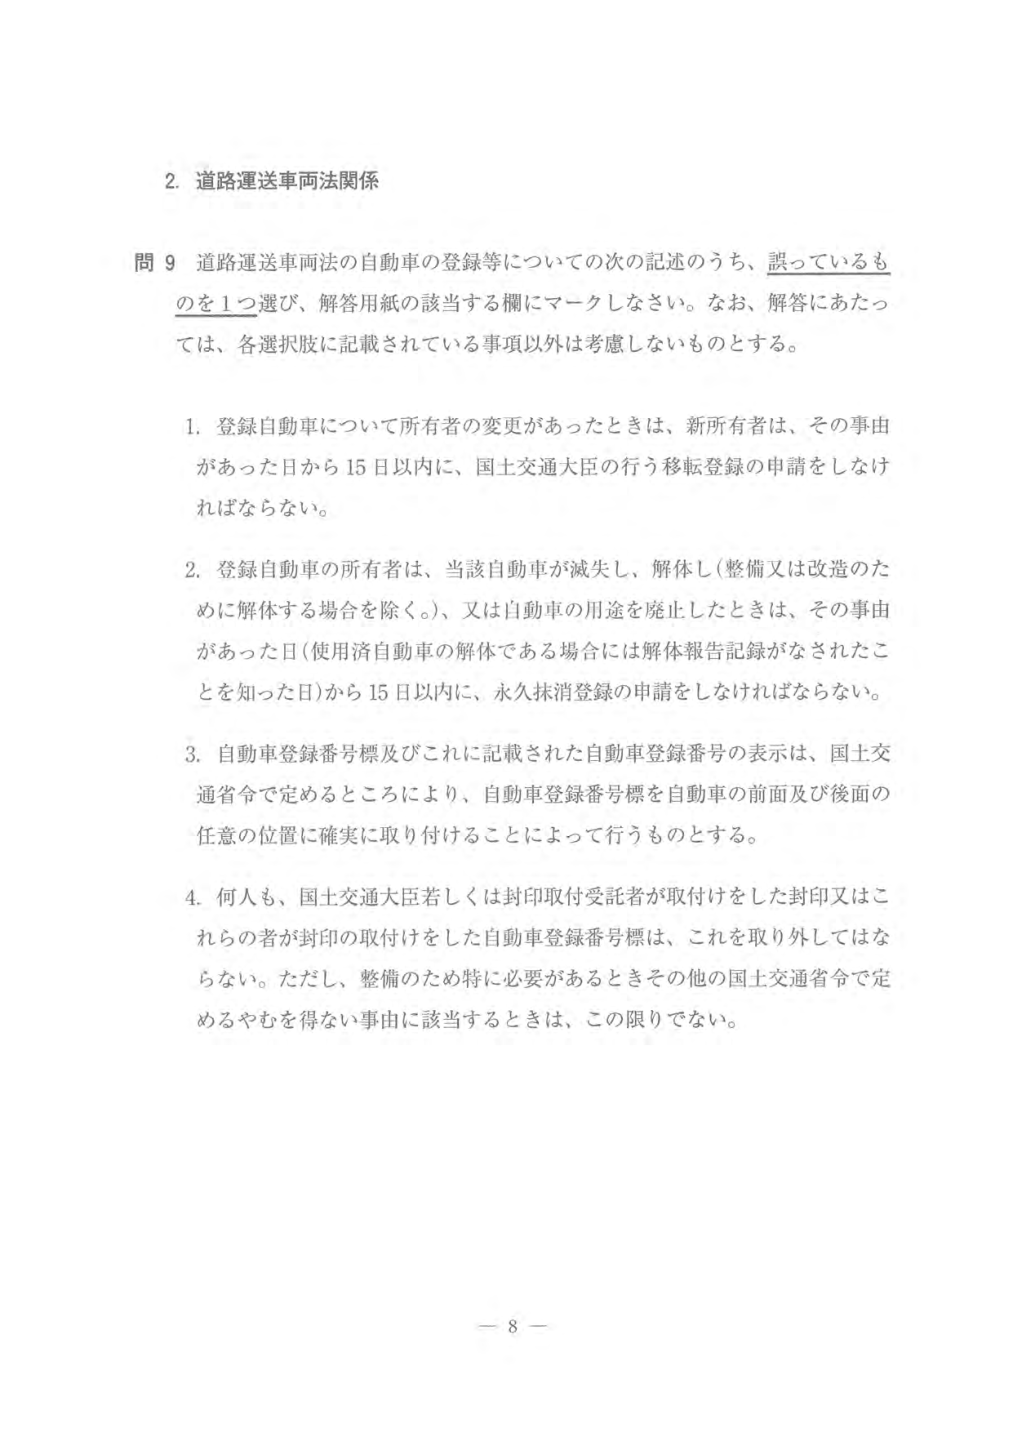 2. 道路運送車両法関係
問 9 道路運送車両法の自動車の登録等についての次の記述のうち、誤っているも
のを1つ選び、解答用紙の該当する欄にマークしなさい。なお、解答にあたっ
ては、各選択肢に記載されている事項以外は考慮しないものとする。
1. 登録自動車について所有者の変更があったときは、新所有者は、その事由
があった日から 15 日以内に、国土交通大臣の行う移転登録の申請をしなけ
ればならない。
2. 登録自動車の所有者は、当該自動車が滅失し、解体し(整備又は改造のた
めに解体する場合を除く。)、又は自動車の用途を廃止したときは、その事由
があった日(使用済自動車の解体である場合には解体報告記録がなされたこ
とを知った日)から 15 日以内に、永久抹消登録の申請をしなければならない。
3. 自動車登録番号標及びこれに記載された自動車登録番号の表示は、国土交
通省令で定めるところにより、自動車登録番号標を自動車の前面及び後面の
任意の位置に確実に取り付けることによって行うものとする。
4. 何人も、国土交通大臣若しくは封印取付受託者が取付けをした封印又はこ
れらの者が封印の取付けをした自動車登録番号標は、これを取り外してはな
らない。ただし、整備のため特に必要があるときその他の国土交通省令で定
めるやむを得ない事由に該当するときは、この限りでない。
— 8 —